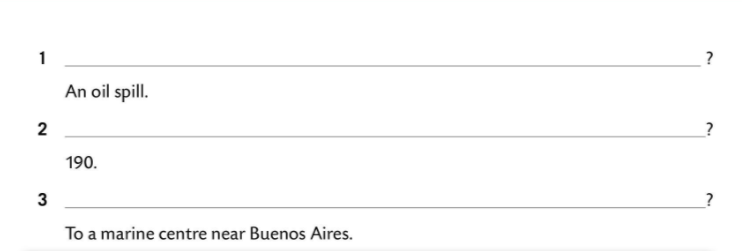 1 ?
An oil spill.
2 ?
190.
3 ?
To a marine centre near Buenos Aires.